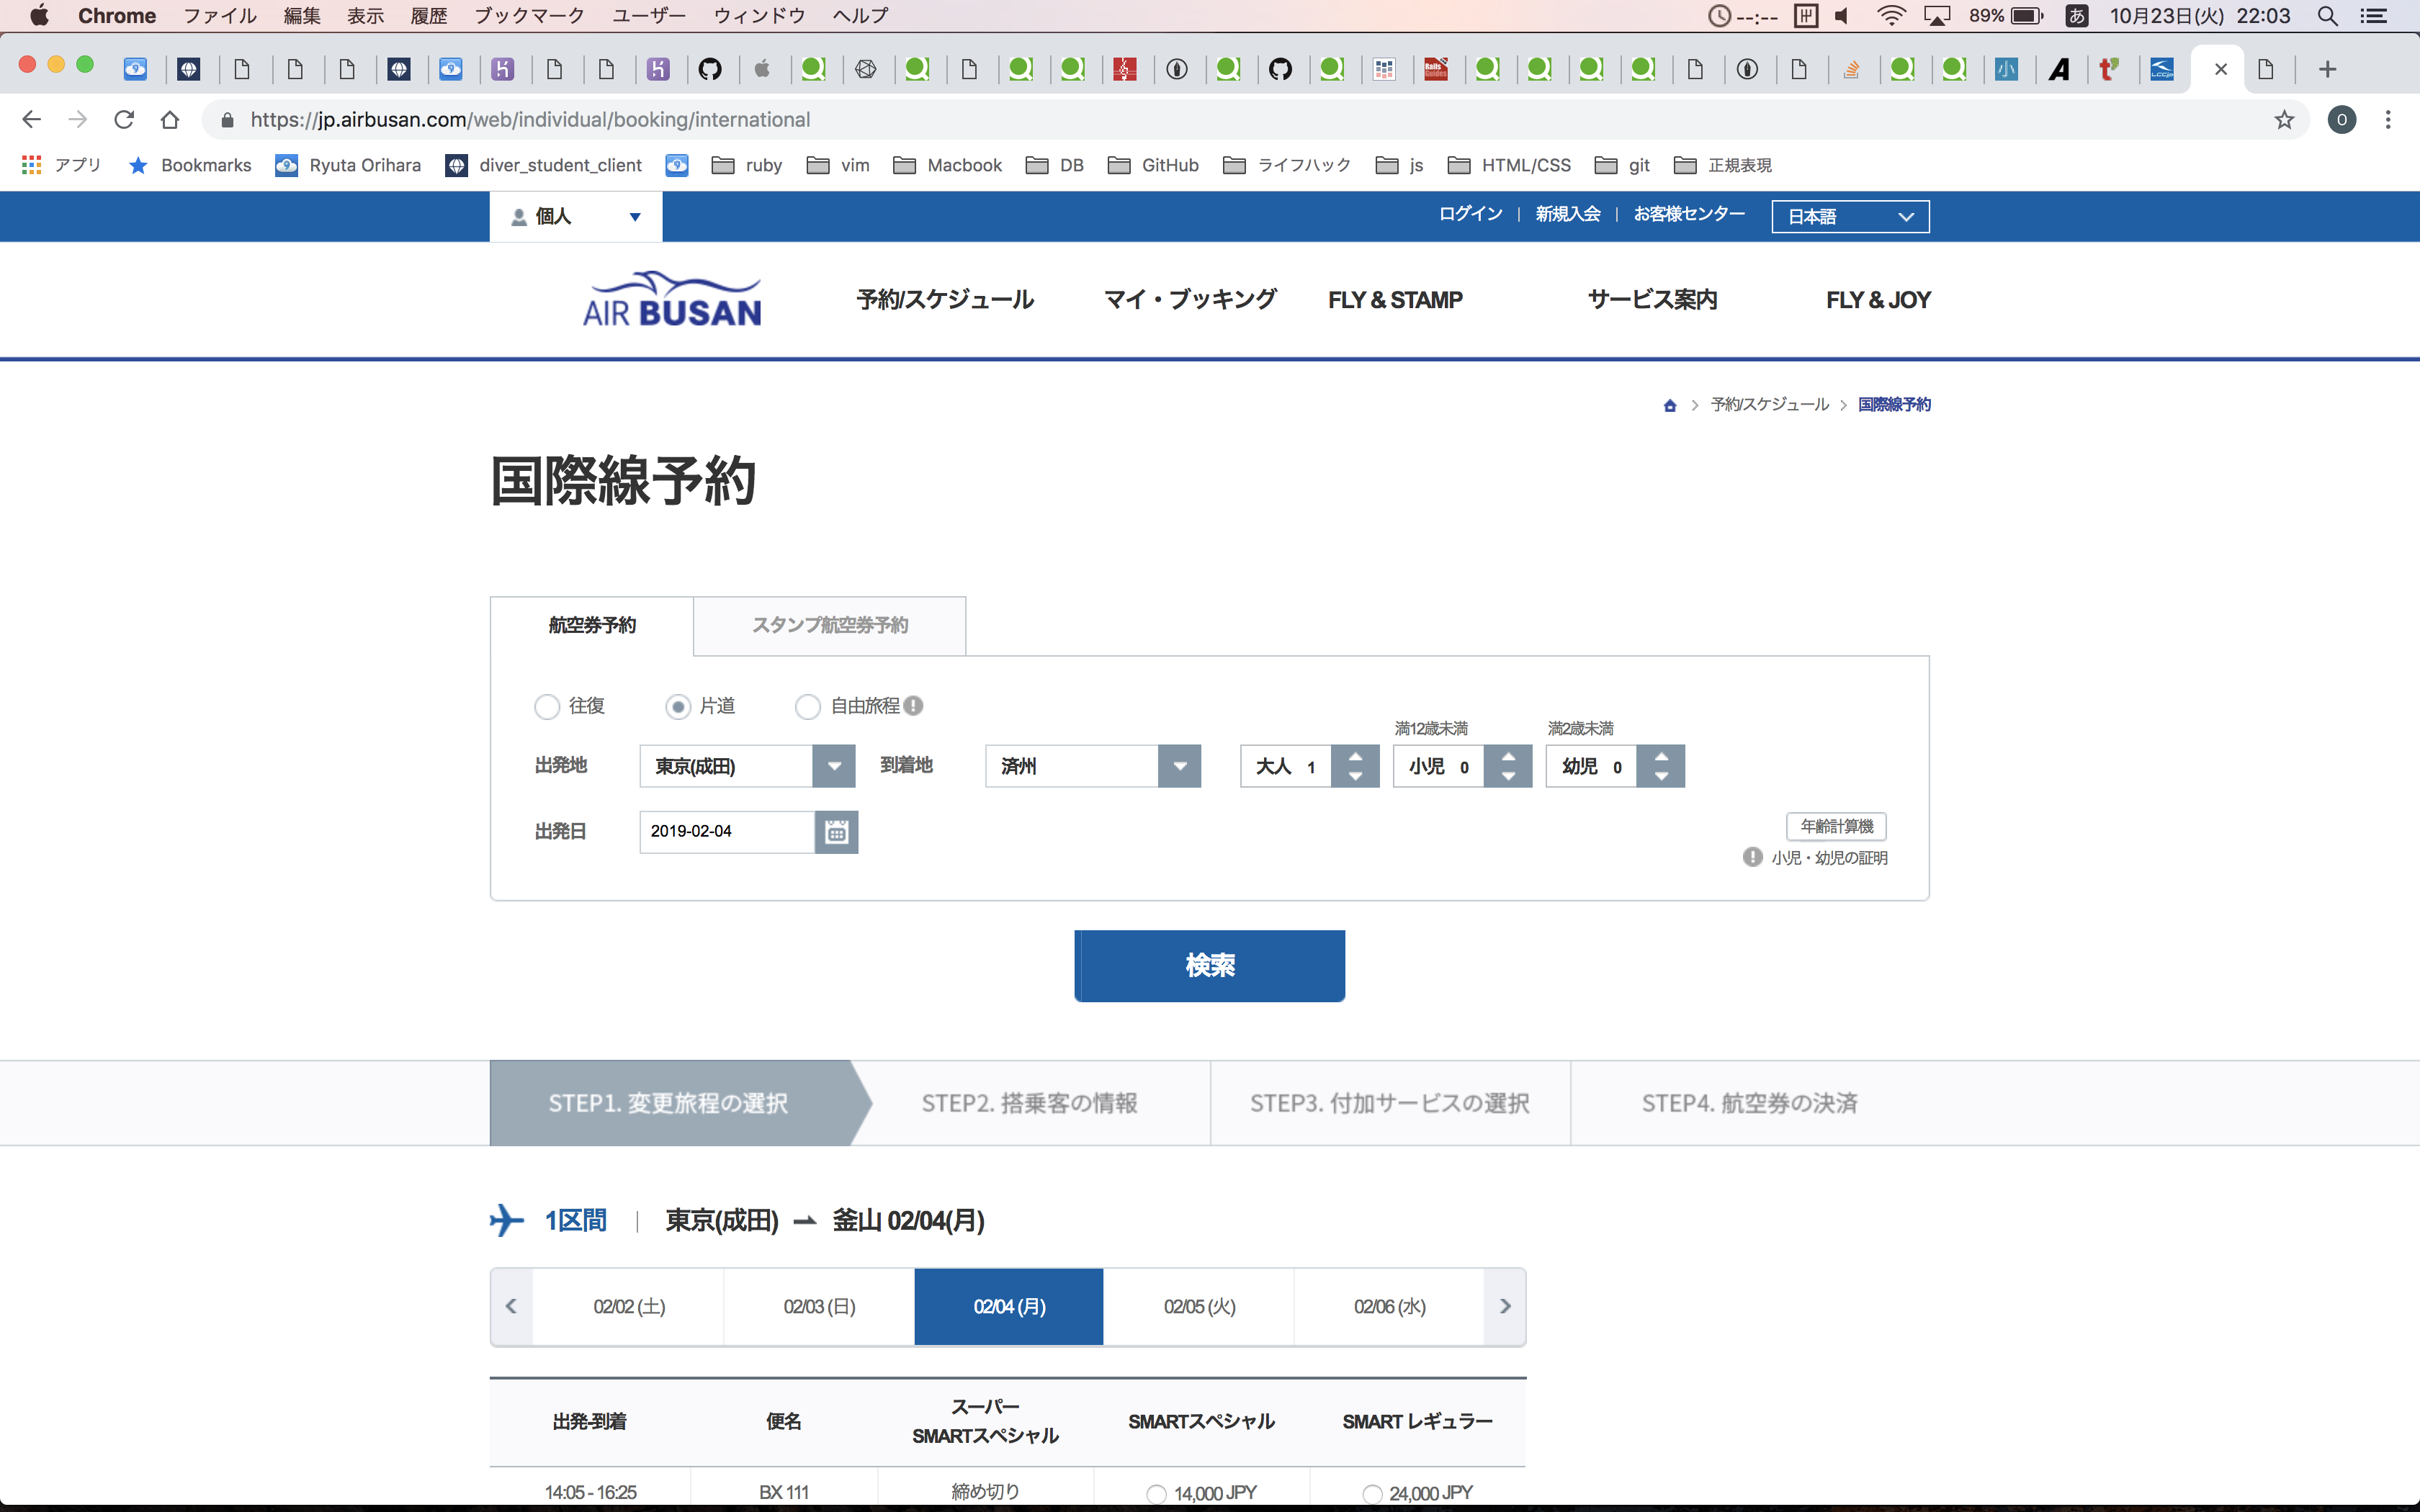 Chrome ファイル 編集 表示 履歴 ブックマーク ユーザー ウィンドウ ヘルプ --:-- 89% あ 10月23日(火) 22:03
https://jp.airbusan.com/web/individual/booking/international
アプリ Bookmarks Ryuta Orihara diver_student_client ruby vim Macbook DB GitHub ライフハック js HTML/CSS git 正規表現
個人 ログイン | 新規入会 | お客様センター 日本語
AIR BUSAN 予約/スケジュール マイ・ブッキング FLY & STAMP サービス案内 FLY & JOY
> 予約/スケジュール > 国際線予約
国際線予約
航空券予約 スタンプ航空券予約
往復 片道 自由旅程
満12歳未満 満2歳未満
出発地 東京(成田) 到着地 済州 大人 1 小児 0 幼児 0
出発日 2019-02-04
年齢計算機
小児・幼児の証明
検索
STEP1. 変更旅程の選択 STEP2. 搭乗客の情報 STEP3. 付加サービスの選択 STEP4. 航空券の決済
1区間 | 東京(成田) 釜山 02/04(月)
02/02 (土) 02/03 (日) 02/04 (月) 02/05 (火) 02/06 (水)
出発-到着 便名 スーパー SMARTスペシャル SMARTスペシャル SMART レギュラー
14:05 - 16:25 BX 111 締め切り 14,000 JPY 24,000 JPY